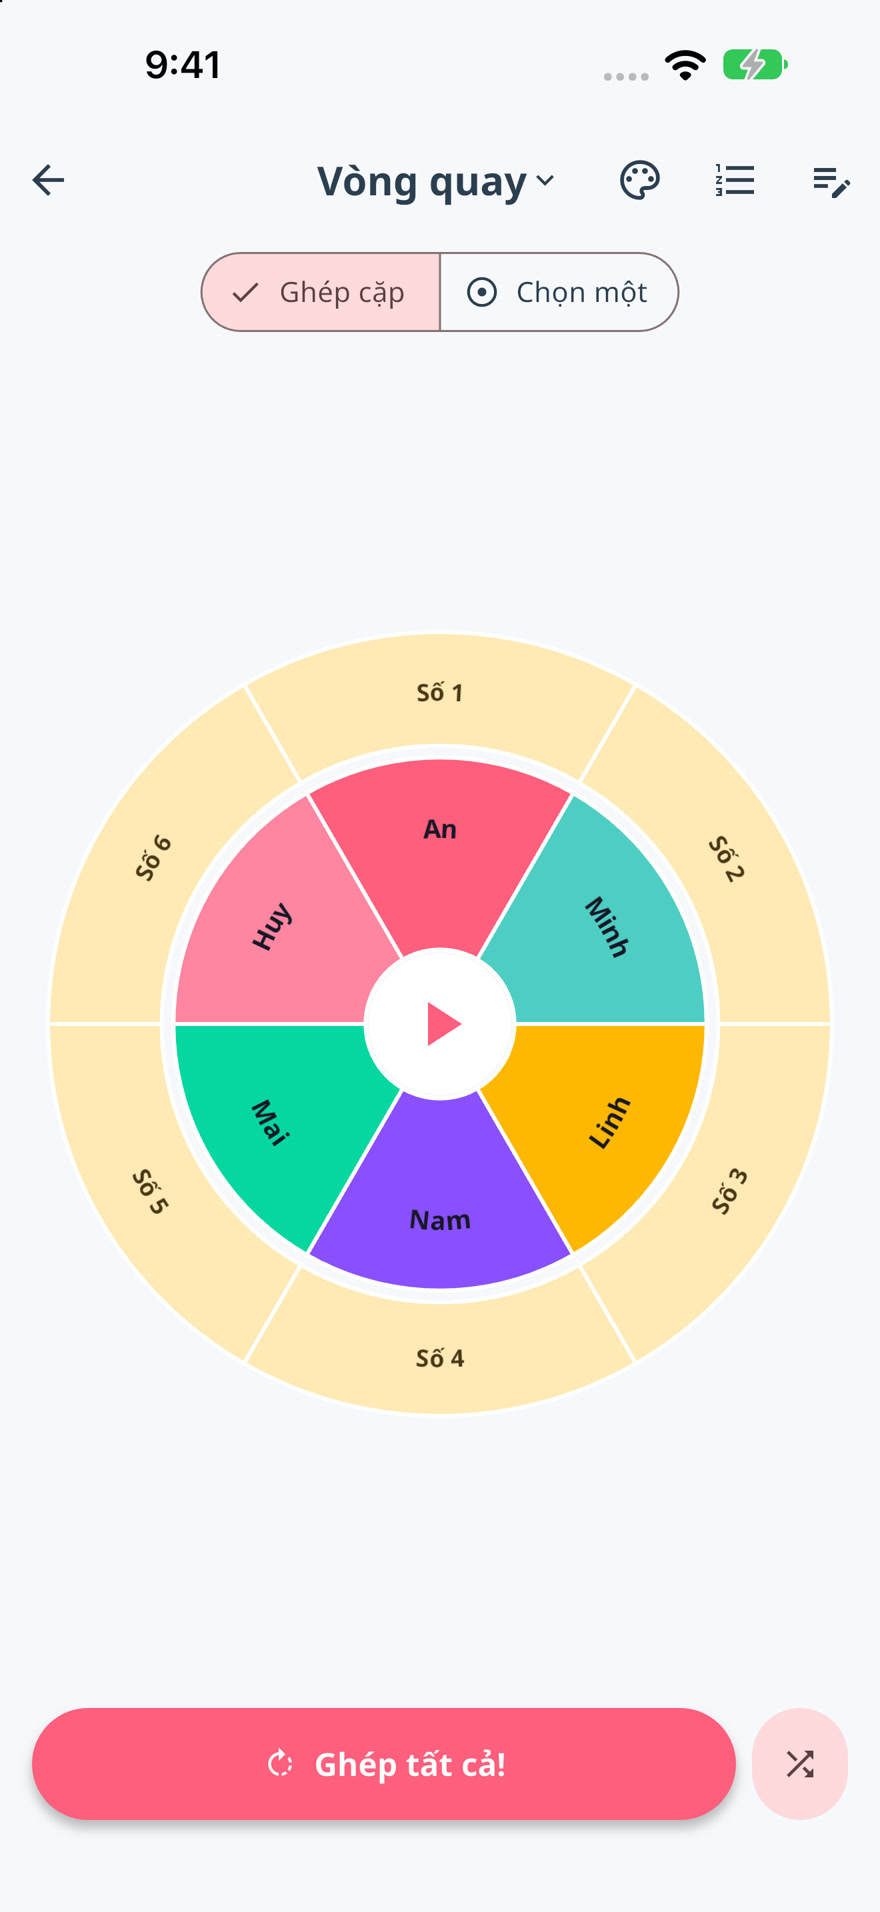 9:41
Vòng quay
Ghép cặp
Chọn một
Số 1
Số 2
Số 3
Số 4
Số 5
Số 6
An
Minh
Linh
Nam
Mai
Huy
Ghép tất cả!